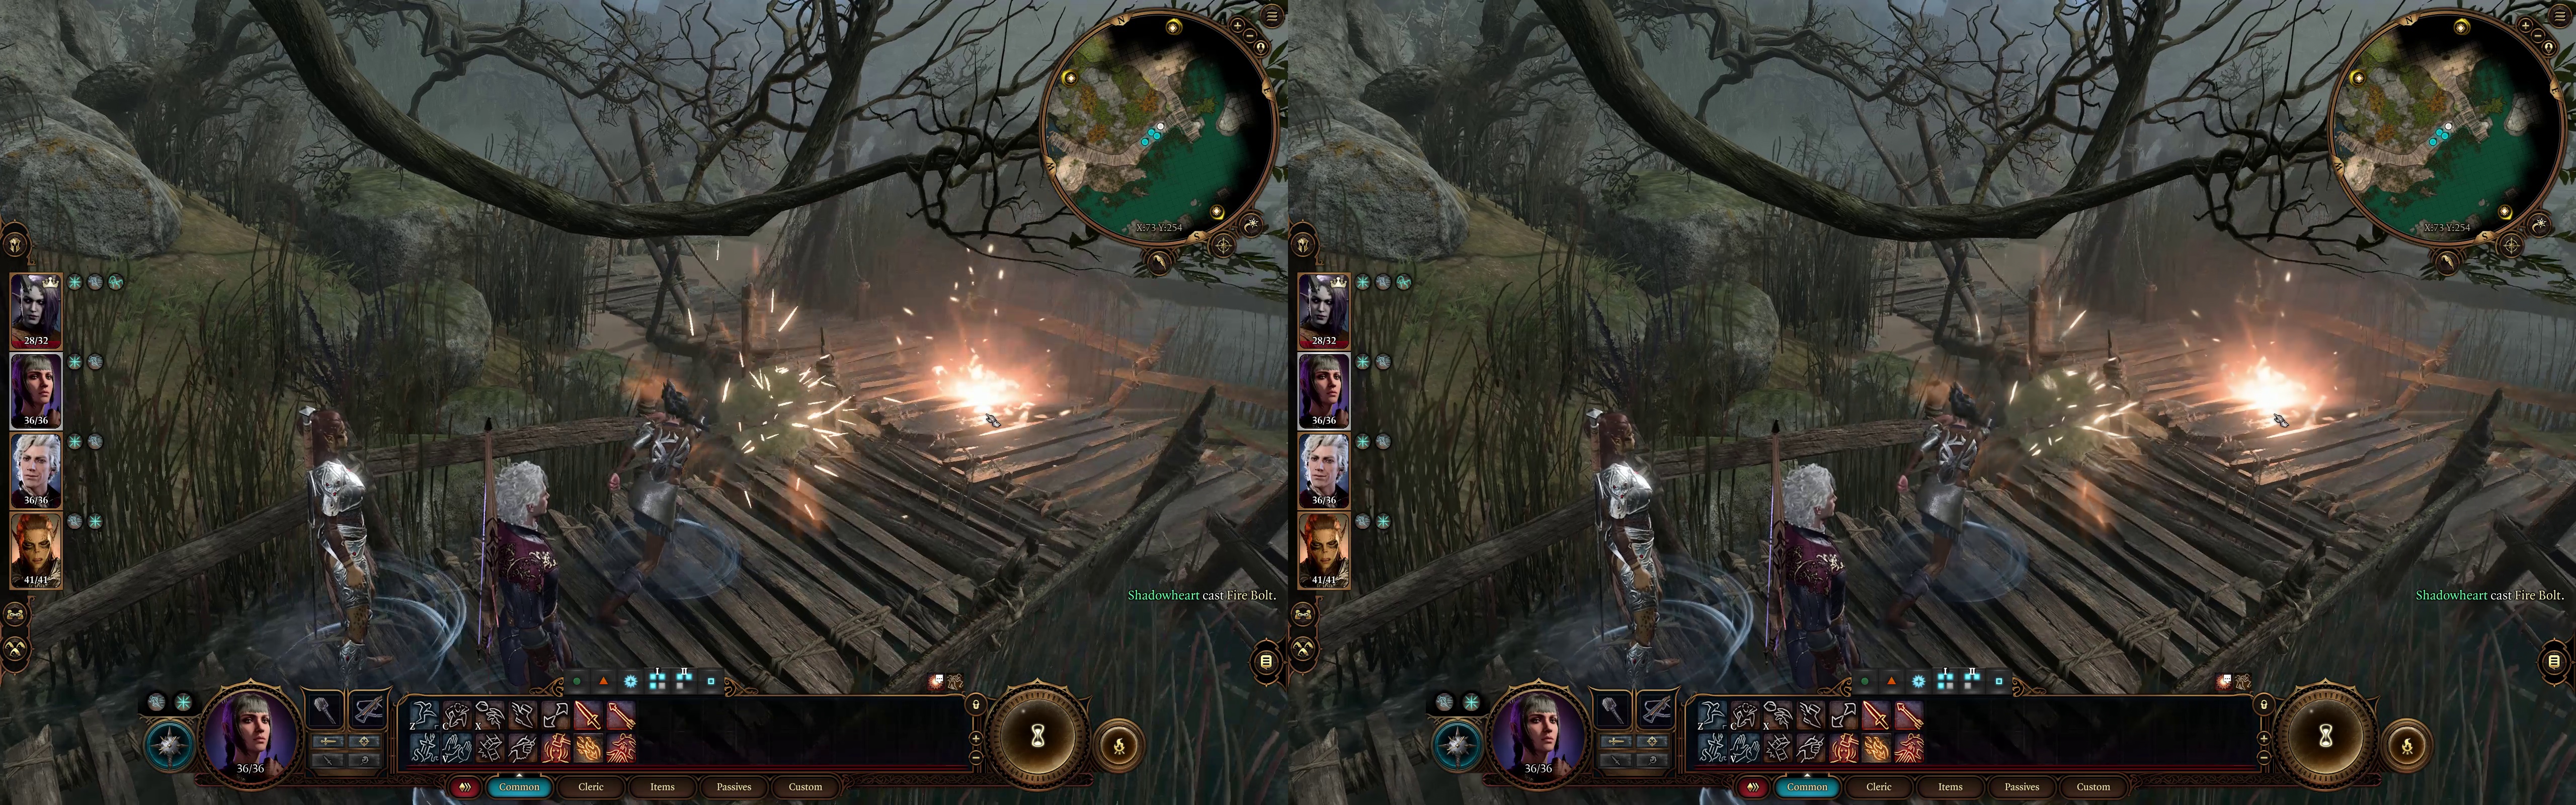 N
X:73 Y:254
S
28/32
36/36
36/36
41/41
Shadowheart cast Fire Bolt.
I
II
Z
C
X
V
36/36
Common
Cleric
Items
Passives
Custom
N
X:73 Y:254
S
28/32
36/36
36/36
41/41
Shadowheart cast Fire Bolt.
I
II
Z
C
X
V
36/36
Common
Cleric
Items
Passives
Custom